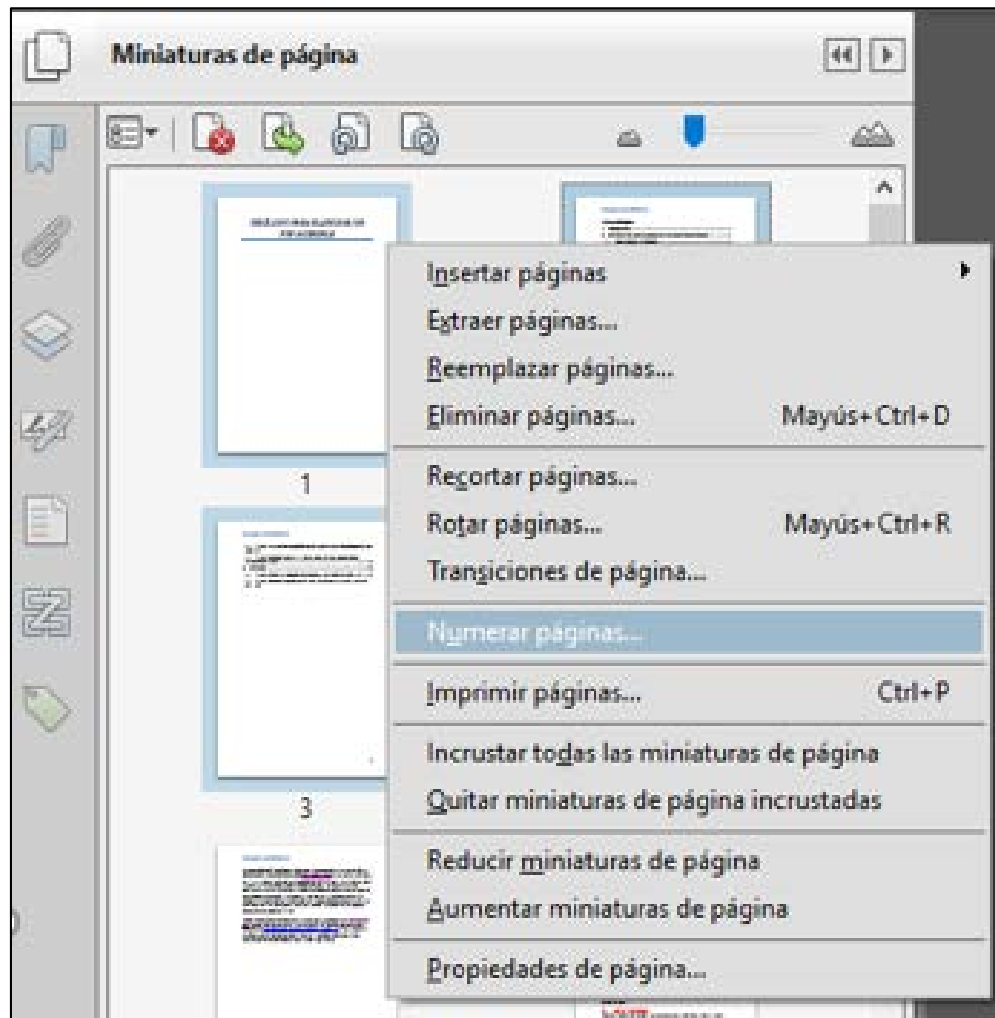 Miniaturas de página
1
3
Insertar páginas
Extraer páginas...
Reemplazar páginas...
Eliminar páginas... Mayús+Ctrl+D
Recortar páginas...
Rotar páginas... Mayús+Ctrl+R
Transiciones de página...
Numerar páginas...
Imprimir páginas... Ctrl+P
Incrustar todas las miniaturas de página
Quitar miniaturas de página incrustadas
Reducir miniaturas de página
Aumentar miniaturas de página
Propiedades de página...